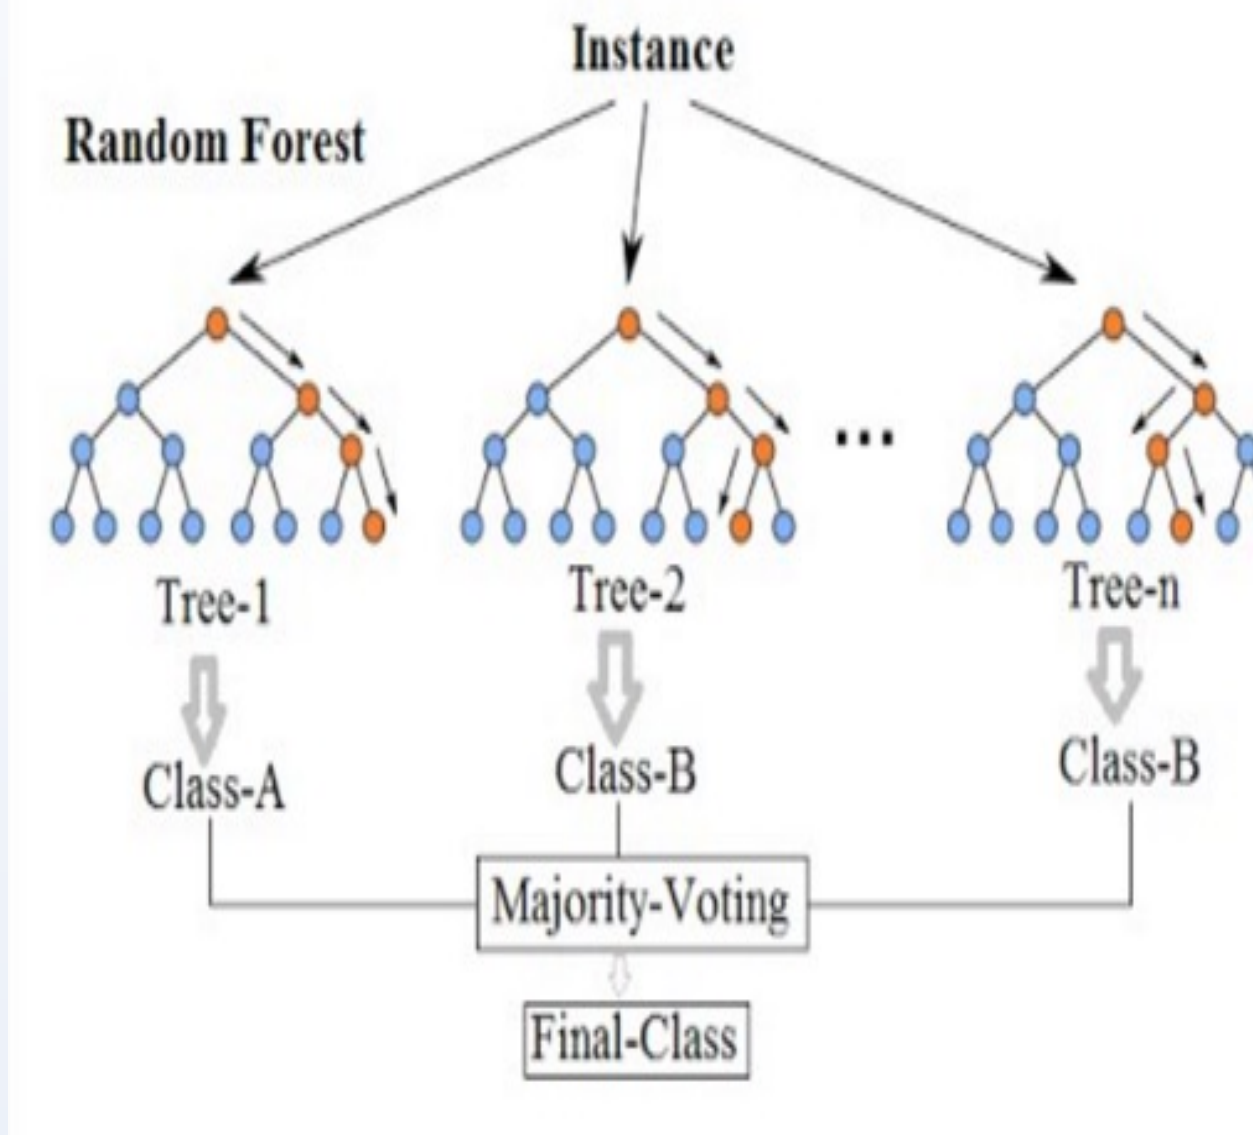 Instance
Random Forest
...
Tree-1
Tree-2
Tree-n
Class-A
Class-B
Class-B
Majority-Voting
Final-Class